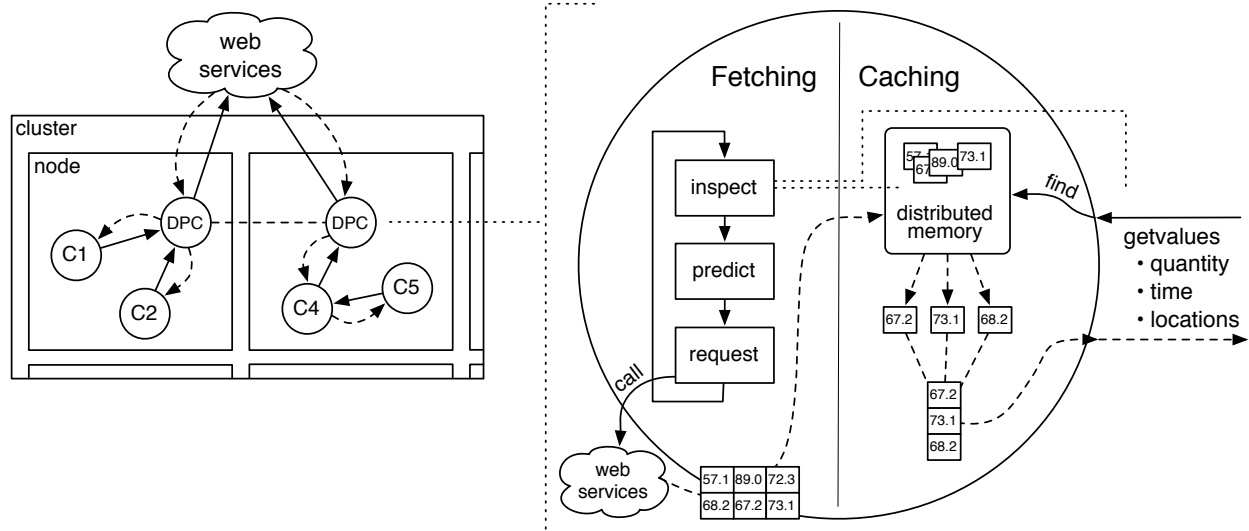 web
services
cluster
node
DPC
DPC
C1
C2
C4
C5
Fetching
Caching
inspect
predict
request
call
web
services
57.1 89.0 72.3
68.2 67.2 73.1
67
89.0
73.1
distributed
memory
find
getvalues
• quantity
• time
• locations
67.2 73.1 68.2
67.2
73.1
68.2